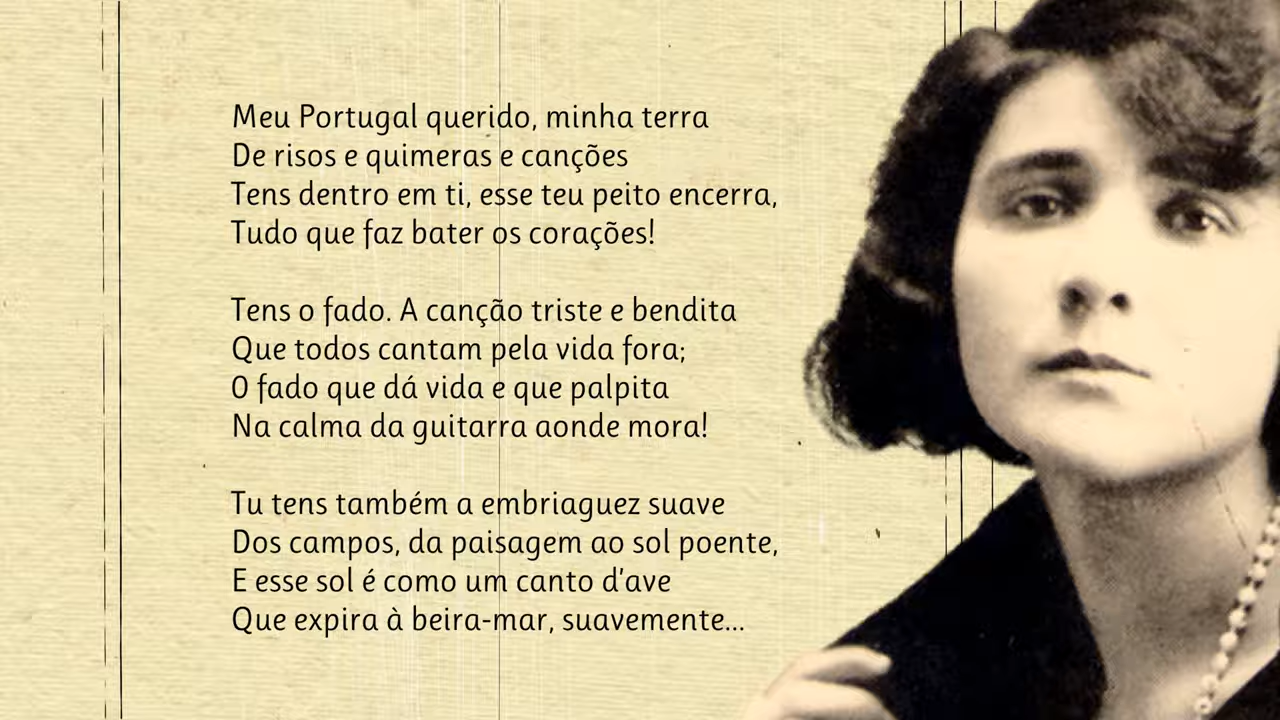 Meu Portugal querido, minha terra
De risos e quimeras e canções
Tens dentro em ti, esse teu peito encerra,
Tudo que faz bater os corações!
Tens o fado. A canção triste e bendita
Que todos cantam pela vida fora;
O fado que dá vida e que palpita
Na calma da guitarra aonde mora!
Tu tens também a embriaguez suave
Dos campos, da paisagem ao sol poente,
E esse sol é como um canto d'ave
Que expira à beira-mar, suavemente...